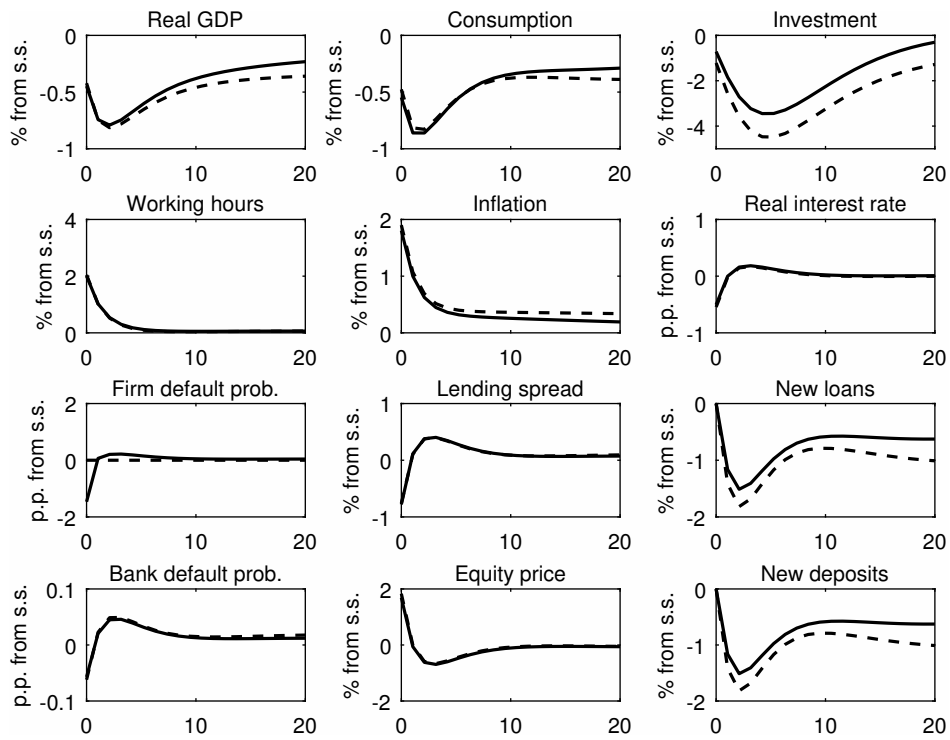 Real GDP
% from s.s.
0
-0.5
-1
0 10 20
Consumption
% from s.s.
0
-0.5
-1
0 10 20
Investment
% from s.s.
0
-2
-4
0 10 20
Working hours
% from s.s.
4
2
0
0 10 20
Inflation
% from s.s.
2
1
0
0 10 20
Real interest rate
p.p. from s.s.
1
0
-1
0 10 20
Firm default prob.
p.p. from s.s.
2
0
-2
0 10 20
Lending spread
% from s.s.
1
0
-1
0 10 20
New loans
% from s.s.
0
-1
-2
0 10 20
Bank default prob.
p.p. from s.s.
0.1
0
-0.1
0 10 20
Equity price
% from s.s.
2
0
-2
0 10 20
New deposits
% from s.s.
0
-1
-2
0 10 20